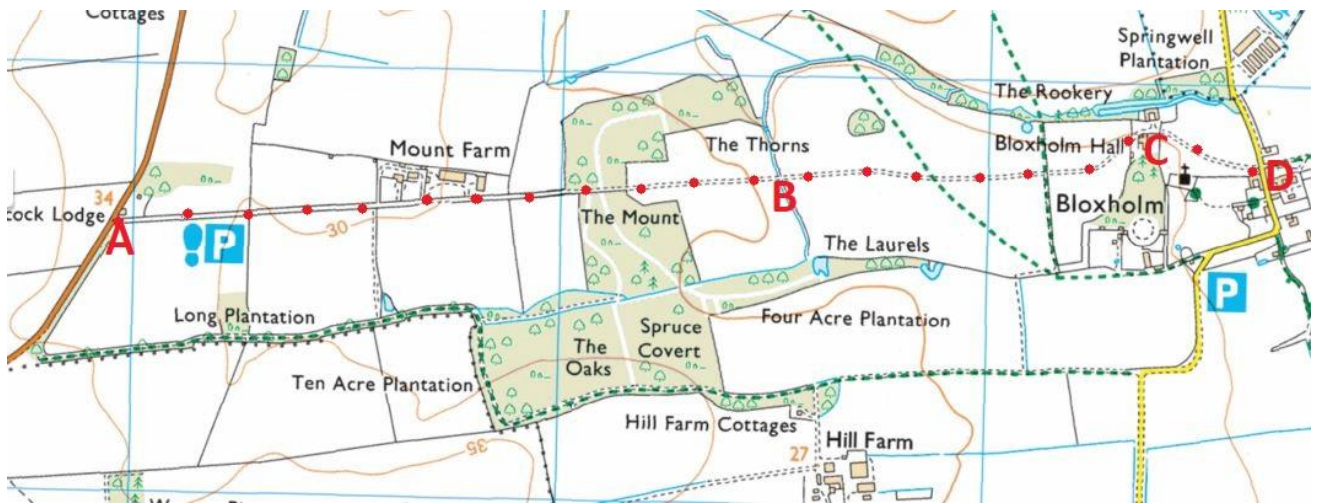 Cottages
Springwell
Plantation
The Rookery
Mount Farm
The Thorns
Bloxholm Hall
C
D
34
cock Lodge
A
P
30
The Mount
B
Bloxholm
The Laurels
P
Long Plantation
Spruce
Covert
Four Acre Plantation
The
Oaks
Ten Acre Plantation
Hill Farm Cottages
Hill Farm
35
27